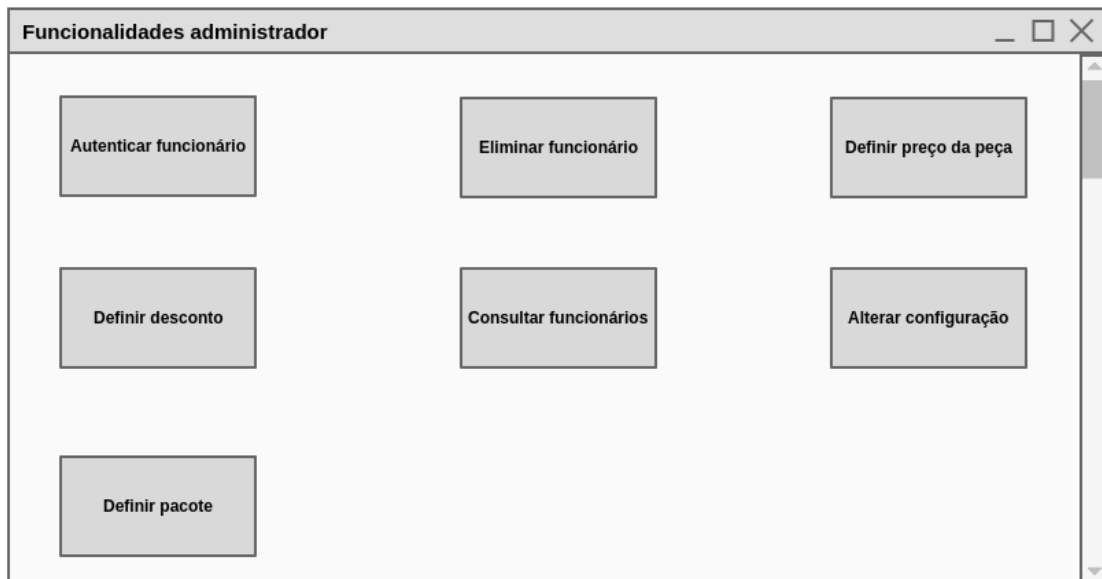 Funcionalidades administrador
Autenticar funcionário
Eliminar funcionário
Definir preço da peça
Definir desconto
Consultar funcionários
Alterar configuração
Definir pacote